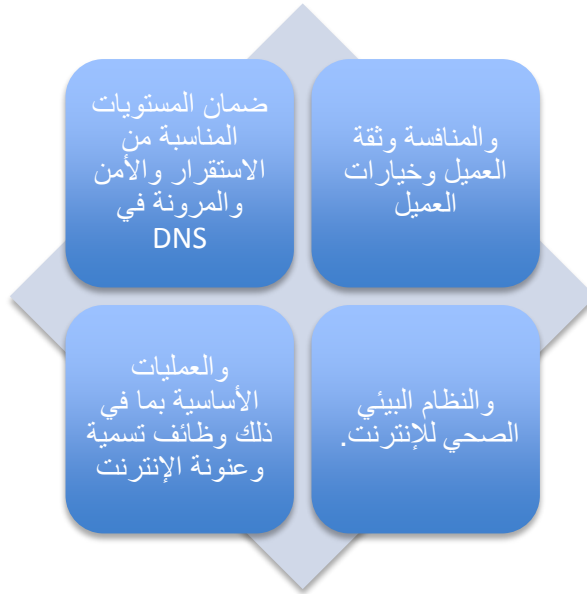 ضمان المستويات
المناسبة من
الاستقرار والأمن
والمرونة في
DNS
والمنافسة وثقة
العميل وخيارات
العميل
والعمليات
الأساسية بما في
ذلك وظائف تسمية
وعنونة الإنترنت
والنظام البيئي
الصحي للإنترنت.